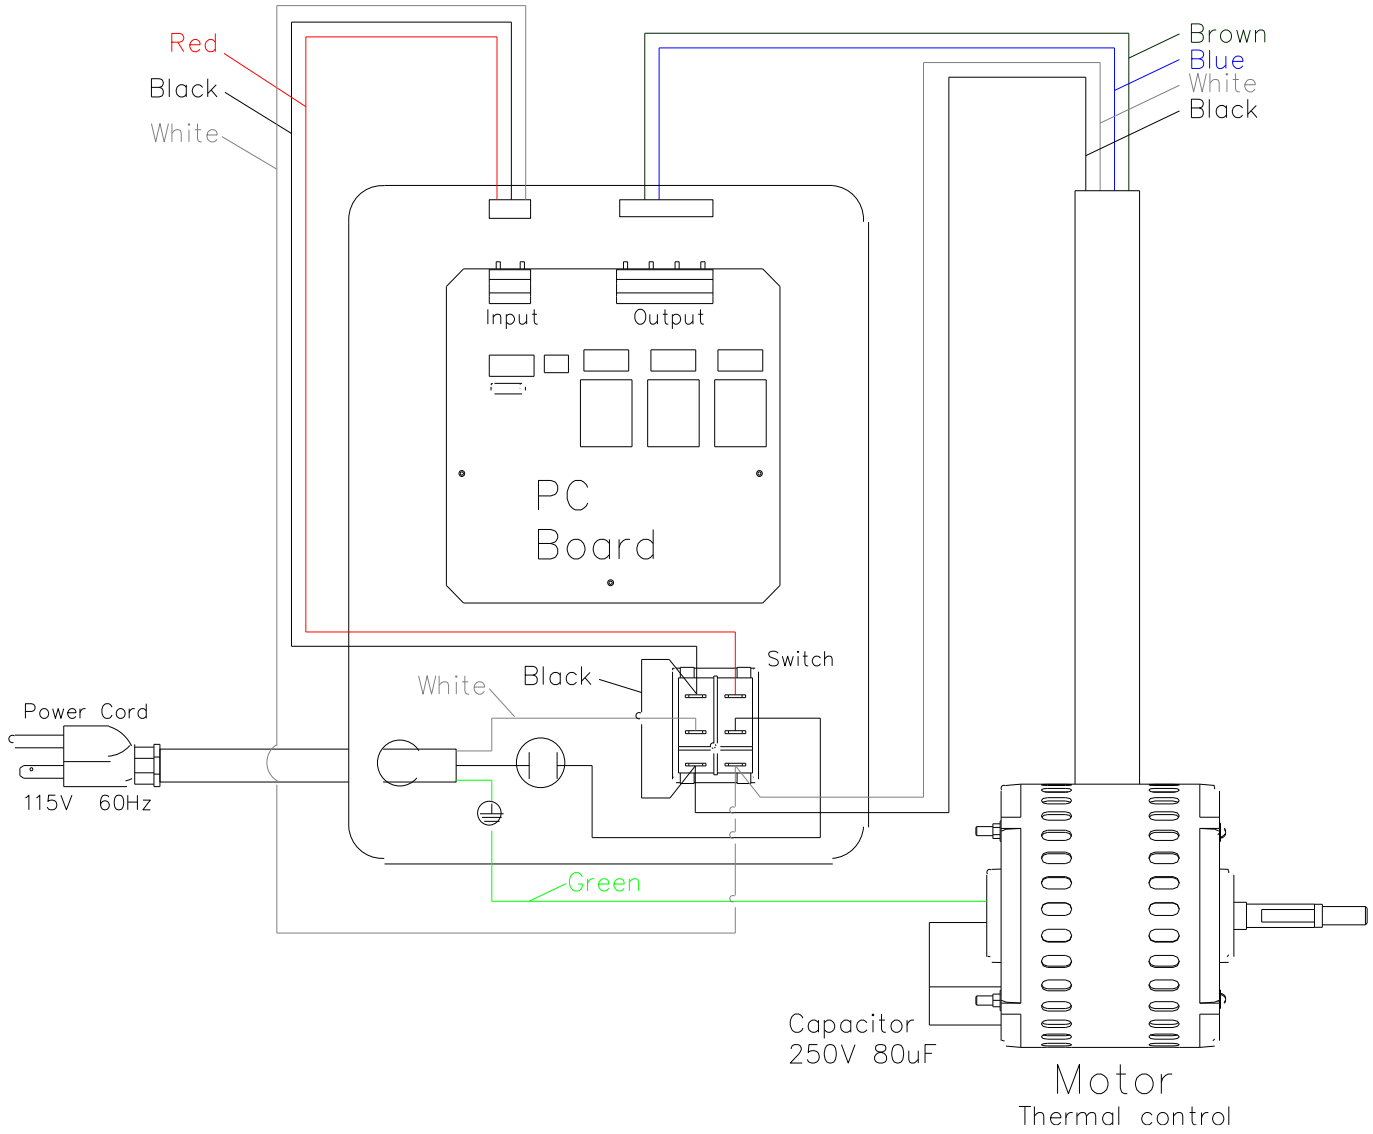 Red
Black
White
Brown
Blue
White
Black
Input
Output
PC
Board
Switch
Black
White
Power Cord
115V 60Hz
Green
Capacitor
250V 80uF
Motor
Thermal control